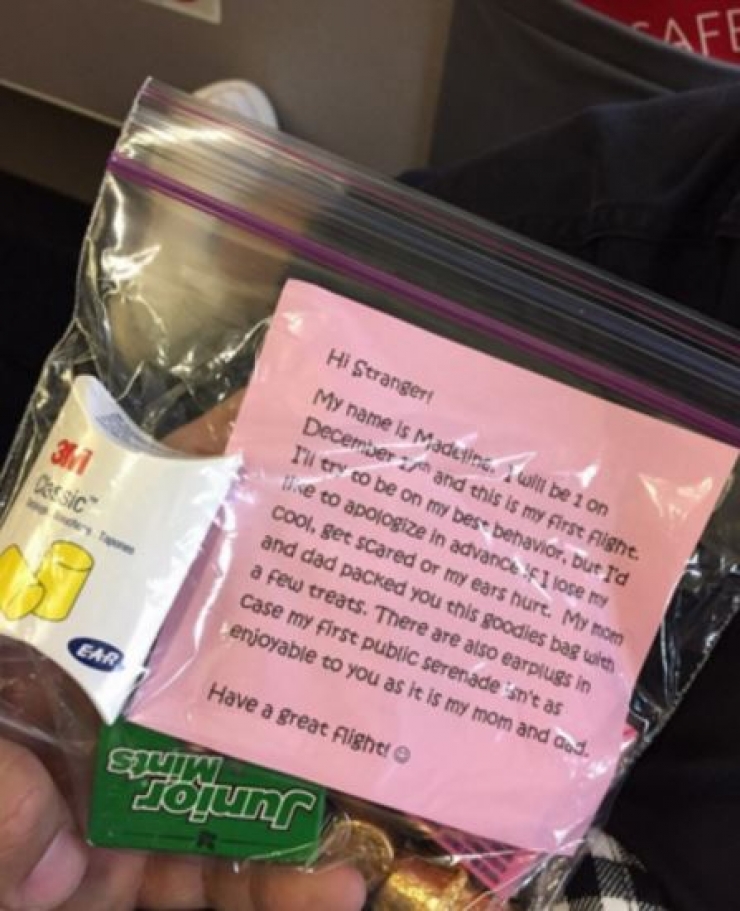 SAFE
Hi Stranger!
My name is Madeline. I will be 1 on
December and this is my first flight.
I'll try to be on my best behavior, but I'd
like to apologize in advance if I lose my
cool, get scared or my ears hurt. My mom
and dad packed you this goodies bag with
a few treats. There are also earplugs in
case my first public serenade isn't as
enjoyable to you as it is my mom and dad.
Have a great flight! ☺
3M
Classic™
EAR
Junior
Mints